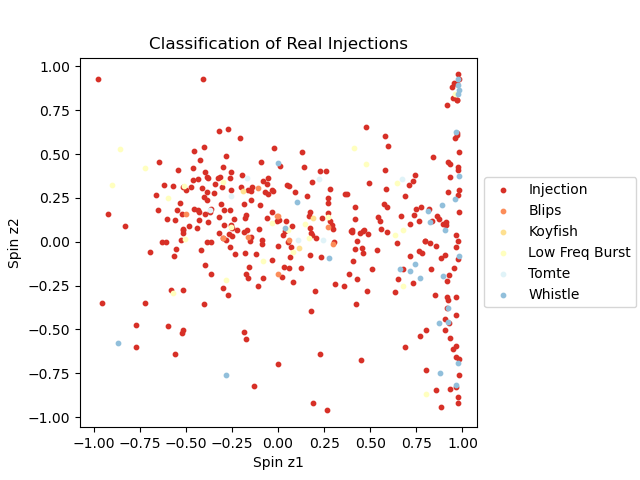 Classification of Real Injections
1.00
0.75
0.50
0.25
0.00
−0.25
−0.50
−0.75
−1.00
Spin z2
−1.00 −0.75 −0.50 −0.25 0.00 0.25 0.50 0.75 1.00
Spin z1
Injection
Blips
Koyfish
Low Freq Burst
Tomte
Whistle